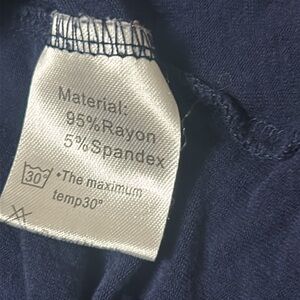 Material:
95%Rayon
5%Spandex
30° •The maximum
temp30°